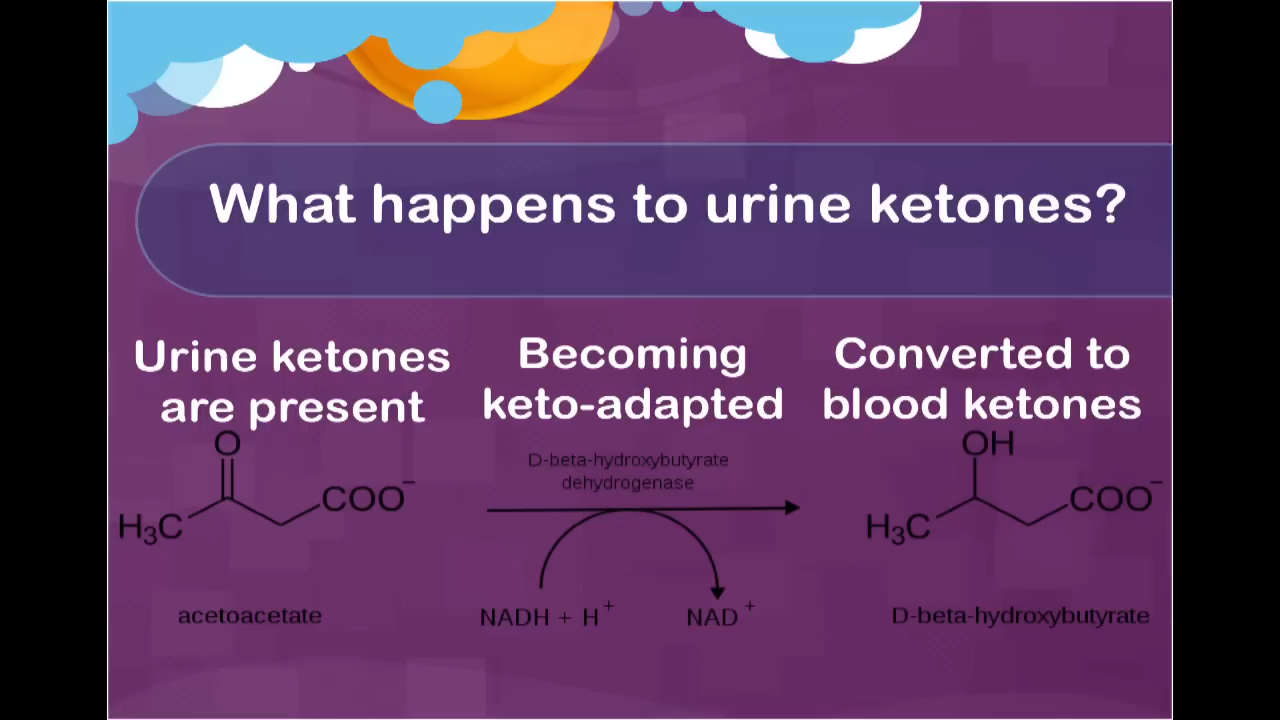 What happens to urine ketones?
Urine ketones
are present
Becoming
keto-adapted
Converted to
blood ketones
O
H₃C
COO⁻
acetoacetate
D-beta-hydroxybutyrate
dehydrogenase
NADH + H⁺
NAD⁺
OH
H₃C
COO⁻
D-beta-hydroxybutyrate